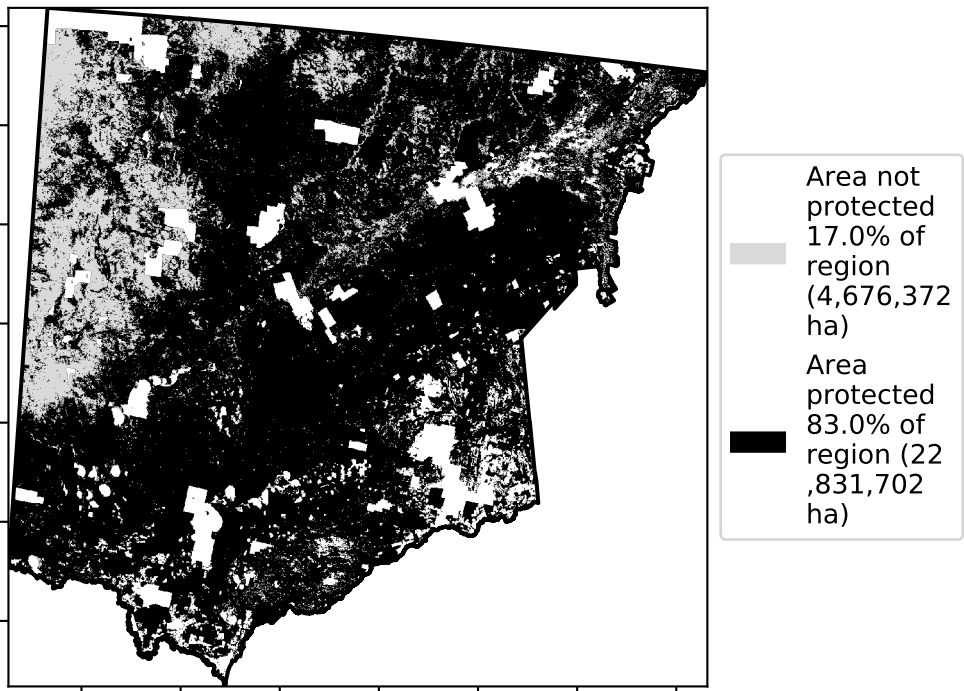 Area not
protected
17.0% of
region
(4,676,372
ha)
Area
protected
83.0% of
region (22
,831,702
ha)